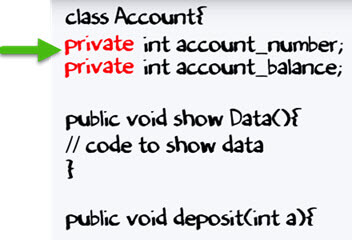 class Account{
private int account_number;
private int account_balance;
public void show Data(){
// code to show data
}
public void deposit(int a){